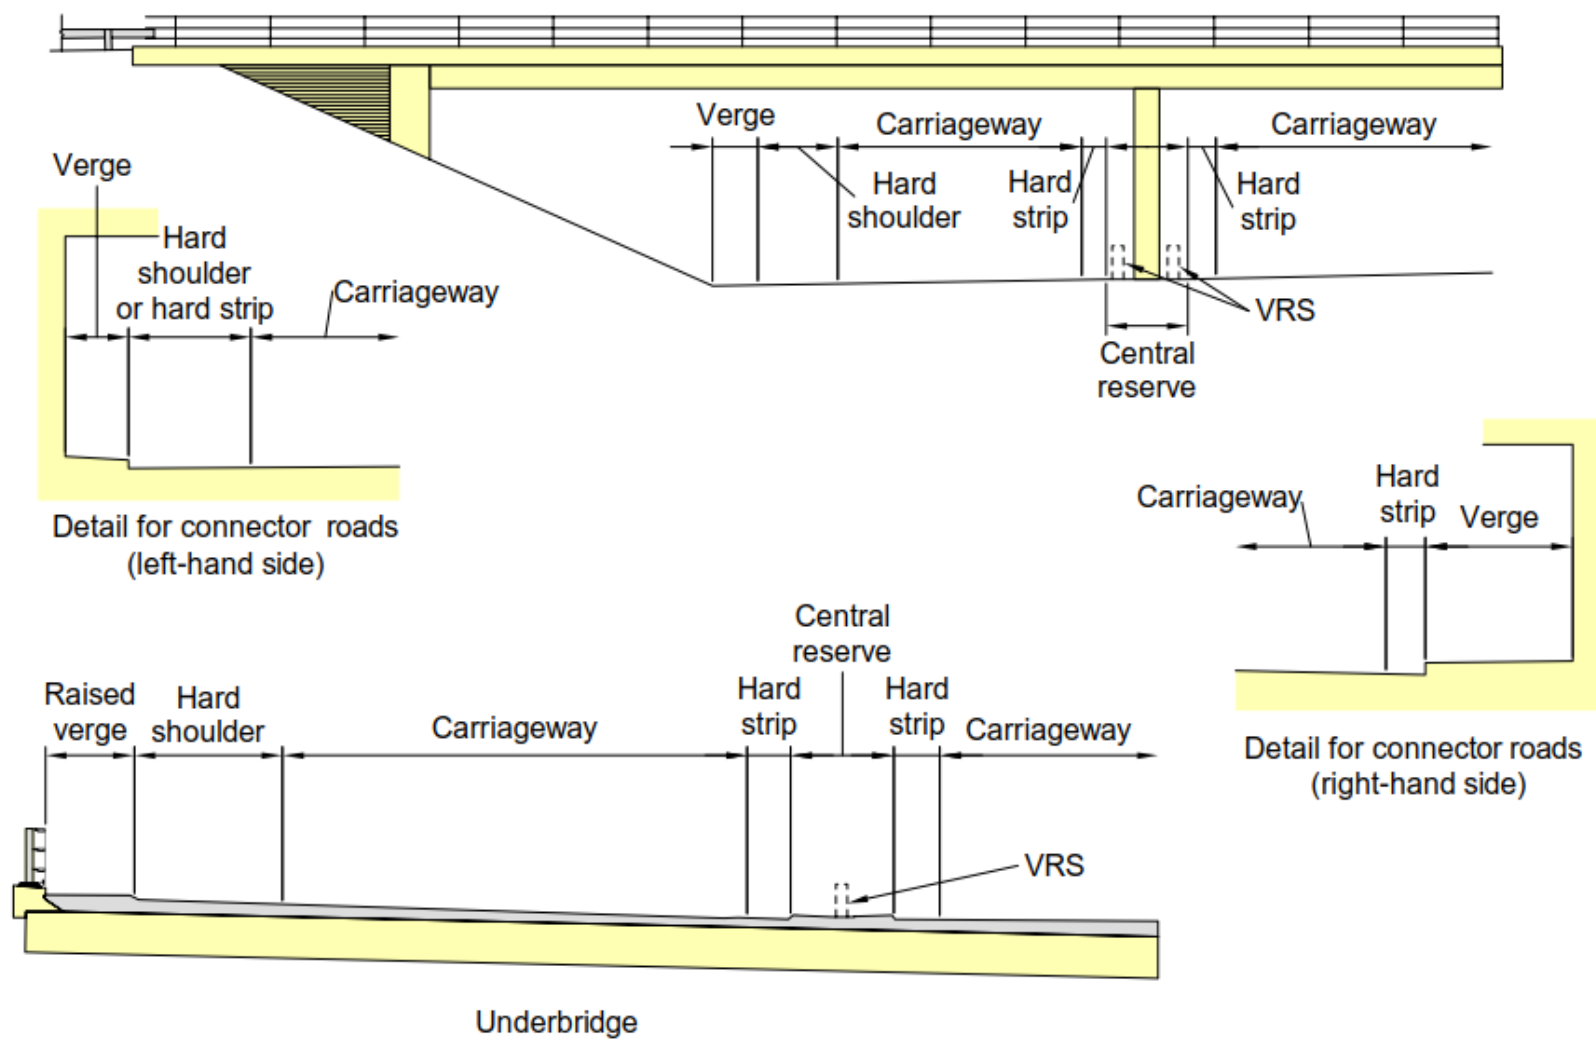 Verge
Carriageway
Carriageway
Hard
shoulder
Hard
strip
Hard
strip
VRS
Central
reserve
Verge
Hard
shoulder
or hard strip
Carriageway
Detail for connector roads
(left-hand side)
Carriageway
Hard
strip
Verge
Detail for connector roads
(right-hand side)
Central
reserve
Raised
verge
Hard
shoulder
Carriageway
Hard
strip
Hard
strip
Carriageway
VRS
Underbridge